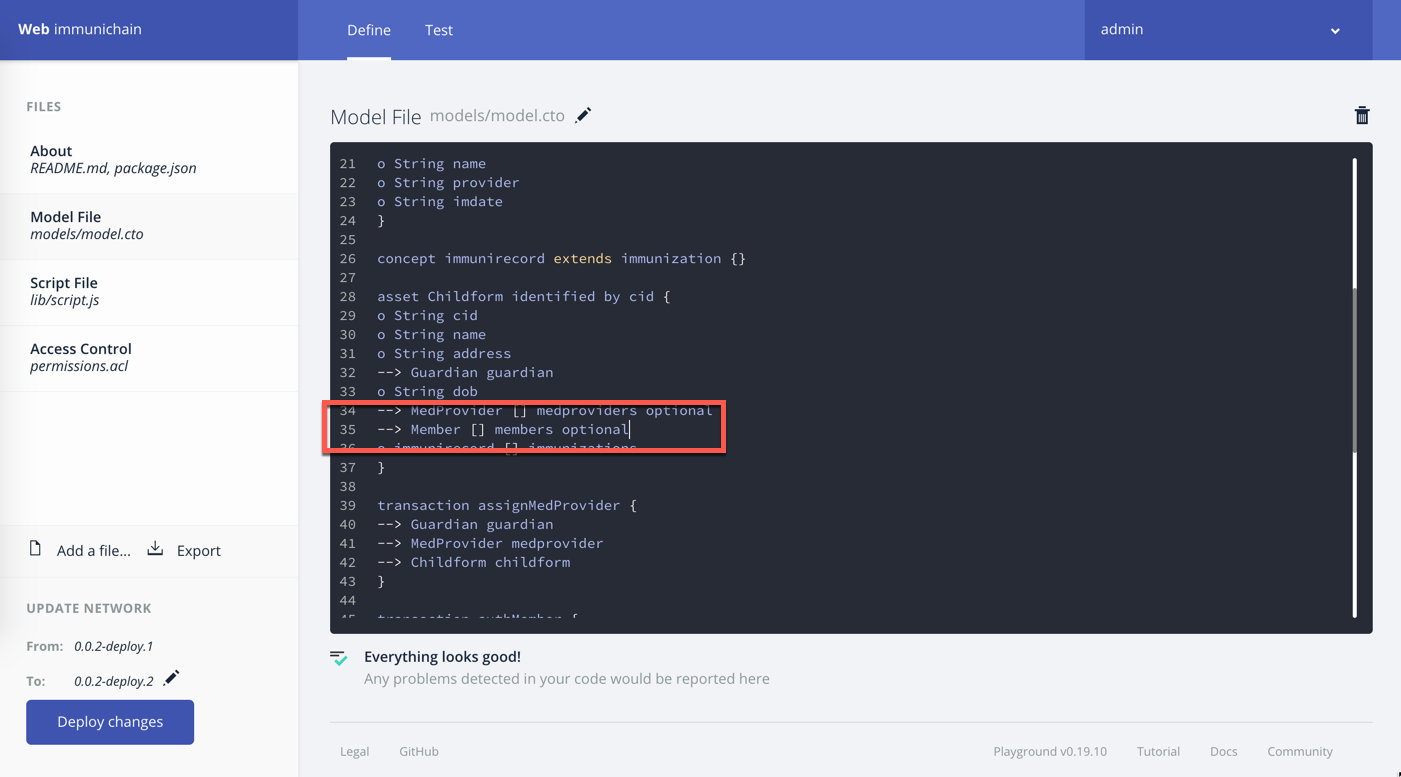 Web immunichain
Define
Test
admin
FILES
About
README.md, package.json
Model File
models/model.cto
Script File
lib/script.js
Access Control
permissions.acl
Add a file...
Export
UPDATE NETWORK
From: 0.0.2-deploy.1
To: 0.0.2-deploy.2
Deploy changes
Model File models/model.cto
21 o String name
22 o String provider
23 o String imdate
24 }
25
26 concept immunirecord extends immunization {}
27
28 asset Childform identified by cid {
29 o String cid
30 o String name
31 o String address
32 --> Guardian guardian
33 o String dob
34 --> MedProvider [] medproviders optional
35 --> Member [] members optional
36 o immunirecord [] immunizations
37 }
38
39 transaction assignMedProvider {
40 --> Guardian guardian
41 --> MedProvider medprovider
42 --> Childform childform
43 }
44
45 transaction authMember {
Everything looks good!
Any problems detected in your code would be reported here
Legal
GitHub
Playground v0.19.10
Tutorial
Docs
Community